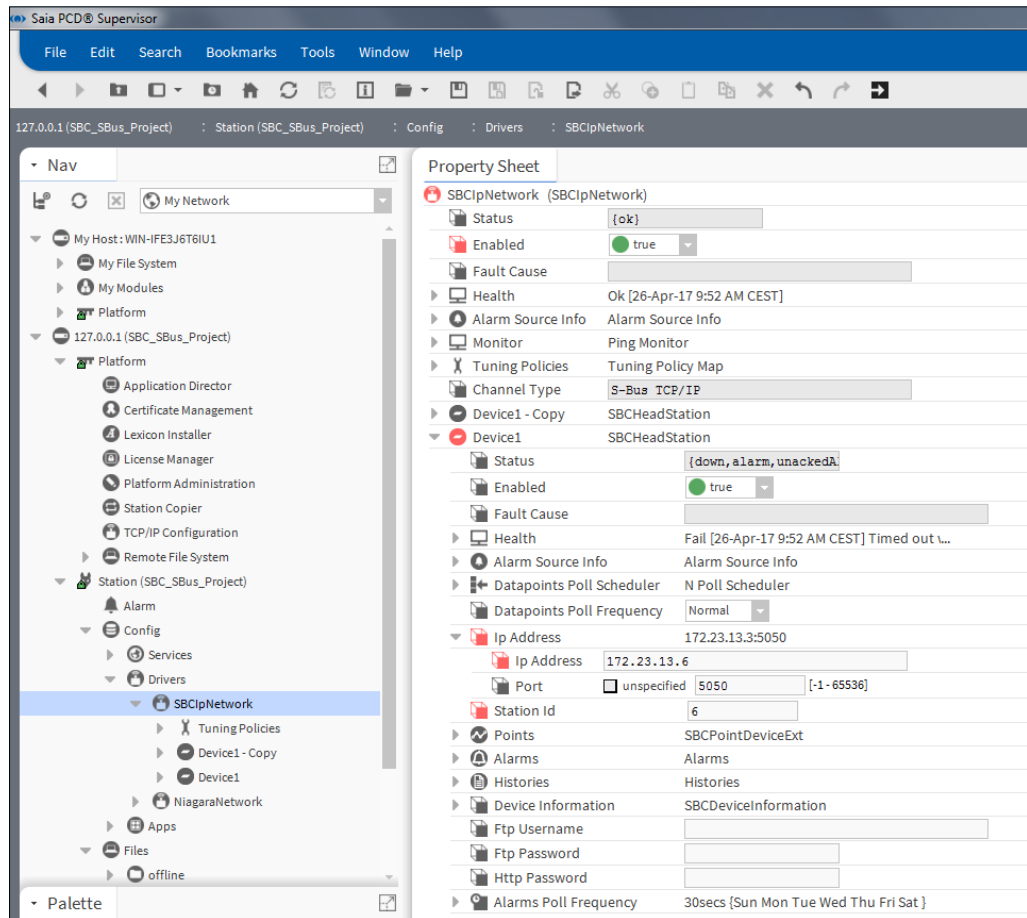 Saia PCD® Supervisor
File Edit Search Bookmarks Tools Window Help
127.0.0.1 (SBC_SBus_Project) : Station (SBC_SBus_Project) : Config : Drivers : SBCIpNetwork
Nav
My Network
My Host : WIN-IFE3J6T6IU1
My File System
My Modules
Platform
127.0.0.1 (SBC_SBus_Project)
Platform
Application Director
Certificate Management
Lexicon Installer
License Manager
Platform Administration
Station Copier
TCP/IP Configuration
Remote File System
Station (SBC_SBus_Project)
Alarm
Config
Services
Drivers
SBCIpNetwork
Tuning Policies
Device1 - Copy
Device1
NiagaraNetwork
Apps
Files
offline
Palette
Property Sheet
SBCIpNetwork (SBCIpNetwork)
Status {ok}
Enabled true
Fault Cause
Health Ok [26-Apr-17 9:52 AM CEST]
Alarm Source Info Alarm Source Info
Monitor Ping Monitor
Tuning Policies Tuning Policy Map
Channel Type S-Bus TCP/IP
Device1 - Copy SBCHeadStation
Device1 SBCHeadStation
Status {down,alarm,unackedA
Enabled true
Fault Cause
Health Fail [26-Apr-17 9:52 AM CEST] Timed out \...
Alarm Source Info Alarm Source Info
Datapoints Poll Scheduler N Poll Scheduler
Datapoints Poll Frequency Normal
Ip Address 172.23.13.3:5050
Ip Address 172.23.13.6
Port unspecified 5050 [-1 - 65536]
Station Id 6
Points SBCPointDeviceExt
Alarms Alarms
Histories Histories
Device Information SBCDeviceInformation
Ftp Username
Ftp Password
Http Password
Alarms Poll Frequency 30secs {Sun Mon Tue Wed Thu Fri Sat }